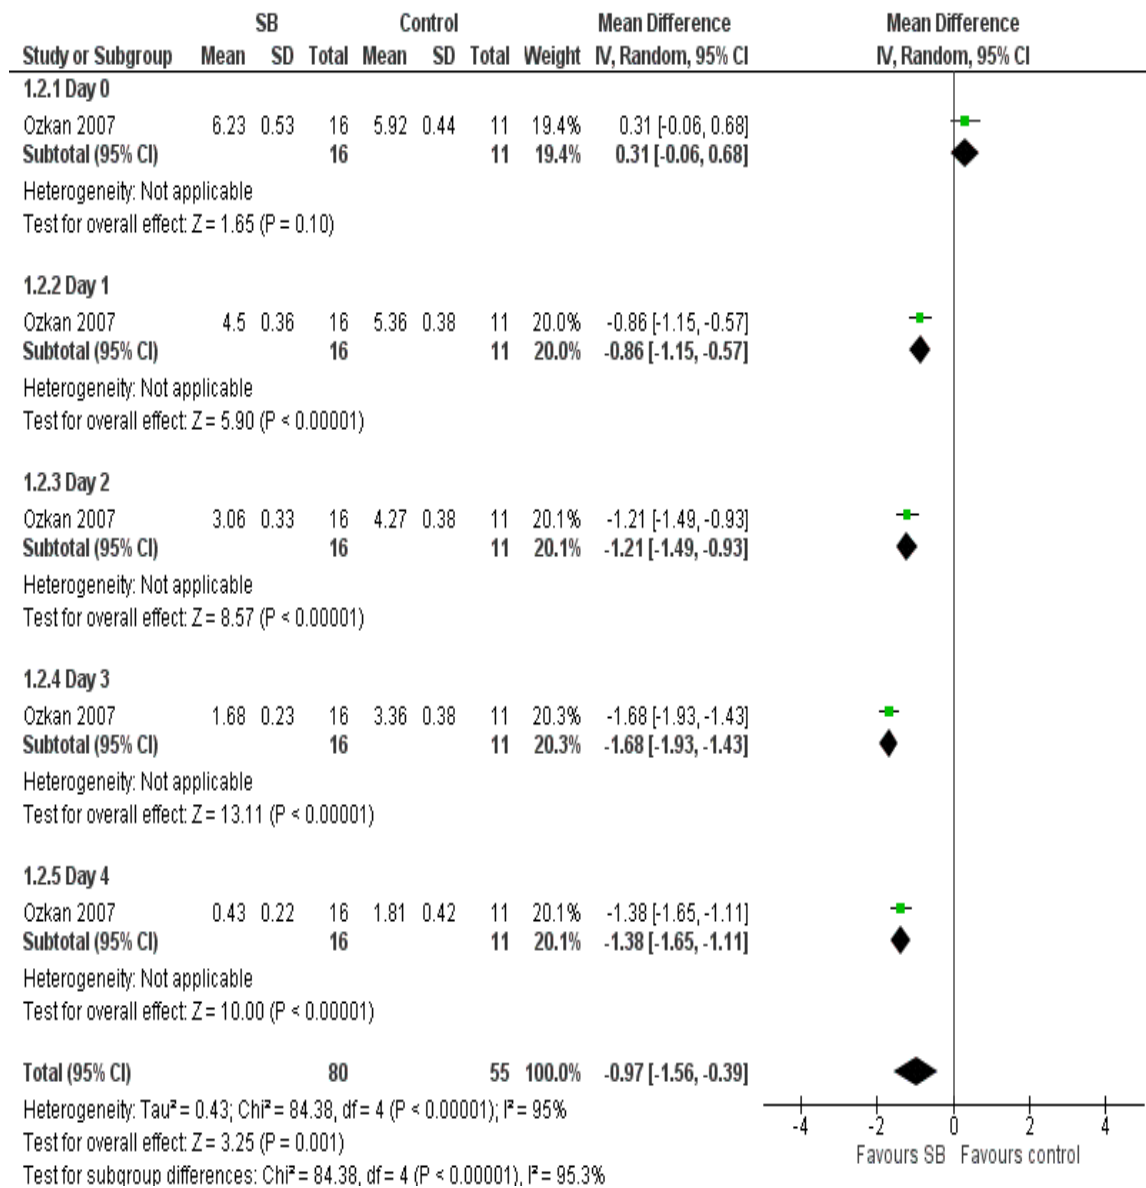 SB Control Mean Difference Mean Difference
Study or Subgroup Mean SD Total Mean SD Total Weight IV, Random, 95% CI IV, Random, 95% CI
1.2.1 Day 0
Ozkan 2007 6.23 0.53 16 5.92 0.44 11 19.4% 0.31 [-0.06, 0.68]
Subtotal (95% CI) 16 11 19.4% 0.31 [-0.06, 0.68]
Heterogeneity: Not applicable
Test for overall effect: Z = 1.65 (P = 0.10)
1.2.2 Day 1
Ozkan 2007 4.5 0.36 16 5.36 0.38 11 20.0% -0.86 [-1.15, -0.57]
Subtotal (95% CI) 16 11 20.0% -0.86 [-1.15, -0.57]
Heterogeneity: Not applicable
Test for overall effect: Z = 5.90 (P < 0.00001)
1.2.3 Day 2
Ozkan 2007 3.06 0.33 16 4.27 0.38 11 20.1% -1.21 [-1.49, -0.93]
Subtotal (95% CI) 16 11 20.1% -1.21 [-1.49, -0.93]
Heterogeneity: Not applicable
Test for overall effect: Z = 8.57 (P < 0.00001)
1.2.4 Day 3
Ozkan 2007 1.68 0.23 16 3.36 0.38 11 20.3% -1.68 [-1.93, -1.43]
Subtotal (95% CI) 16 11 20.3% -1.68 [-1.93, -1.43]
Heterogeneity: Not applicable
Test for overall effect: Z = 13.11 (P < 0.00001)
1.2.5 Day 4
Ozkan 2007 0.43 0.22 16 1.81 0.42 11 20.1% -1.38 [-1.65, -1.11]
Subtotal (95% CI) 16 11 20.1% -1.38 [-1.65, -1.11]
Heterogeneity: Not applicable
Test for overall effect: Z = 10.00 (P < 0.00001)
Total (95% CI) 80 55 100.0% -0.97 [-1.56, -0.39]
Heterogeneity: Tau² = 0.43; Chi² = 84.38, df = 4 (P < 0.00001); I² = 95%
Test for overall effect: Z = 3.25 (P = 0.001)
Test for subgroup differences: Chi² = 84.38, df = 4 (P < 0.00001), I² = 95.3%
-4 -2 0 2 4
Favours SB Favours control